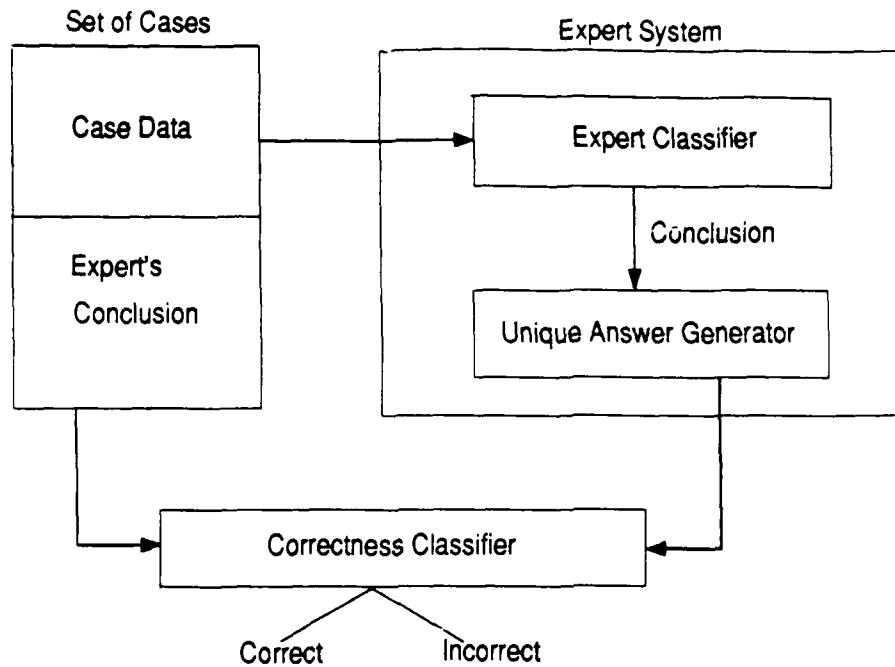 Set of Cases
Expert System
Case Data
Expert Classifier
Conclusion
Expert's
Conclusion
Unique Answer Generator
Correctness Classifier
Correct
Incorrect